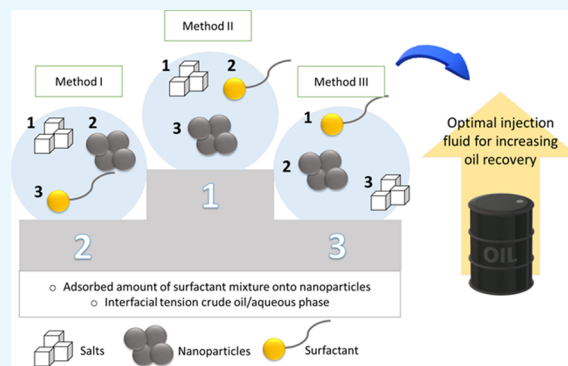 Method II
Method I
Method III
1
2
3
1
2
3
1
2
3
1
2
3
Optimal injection
fluid for increasing
oil recovery
OIL
○ Adsorbed amount of surfactant mixture onto nanoparticles
○ Interfacial tension crude oil/aqueous phase
Salts
Nanoparticles
Surfactant